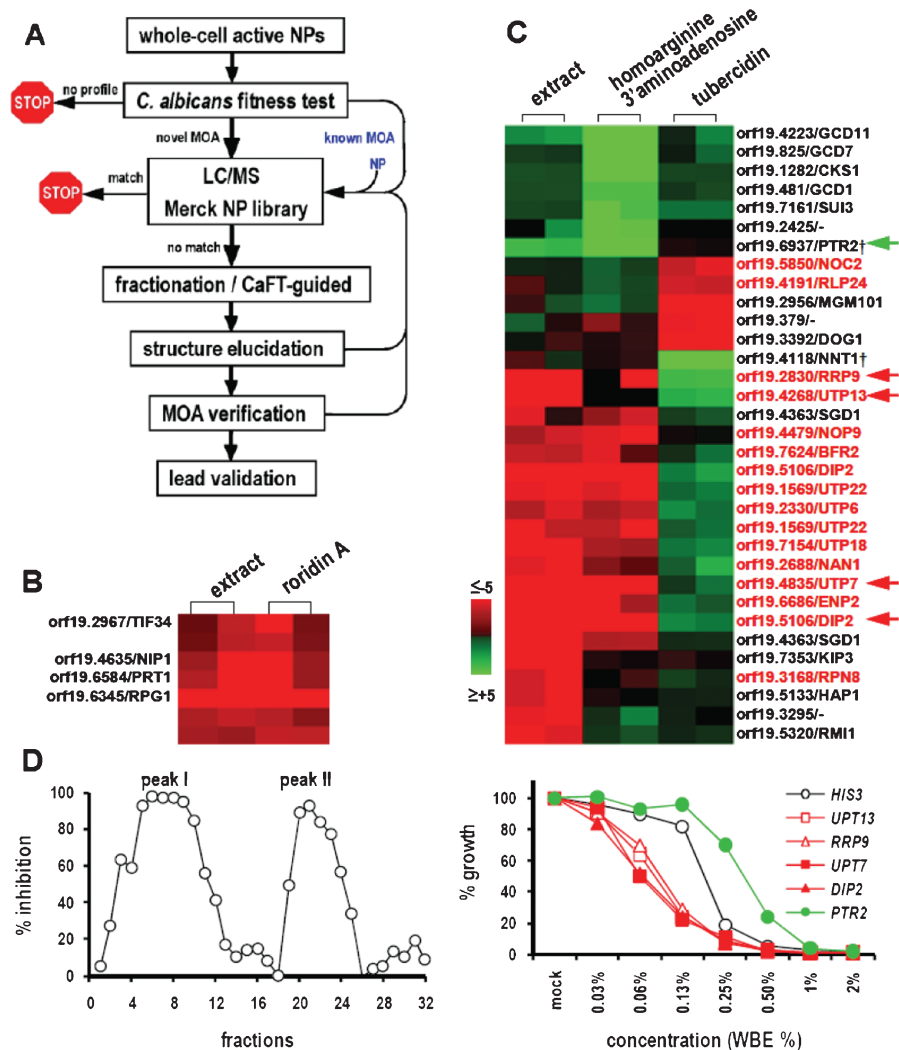 A
whole-cell active NPs
STOP
no profile
C. albicans fitness test
novel MOA
known MOA
NP
STOP
match
LC/MS
Merck NP library
no match
fractionation / CaFT-guided
structure elucidation
MOA verification
lead validation
B
extract
roridin A
orf19.2967/TIF34
orf19.4635/NIP1
orf19.6584/PRT1
orf19.6345/RPG1
C
extract
homoarginine
3'aminoadenosine
tubercidin
orf19.4223/GCD11
orf19.825/GCD7
orf19.1282/CKS1
orf19.481/GCD1
orf19.7161/SUI3
orf19.2425/-
orf19.6937/PTR2†
orf19.5850/NOC2
orf19.4191/RLP24
orf19.2956/MGM101
orf19.379/-
orf19.3392/DOG1
orf19.4118/NNT1†
orf19.2830/RRP9
orf19.4268/UTP13
orf19.4363/SGD1
orf19.4479/NOP9
orf19.7624/BFR2
orf19.5106/DIP2
orf19.1569/UTP22
orf19.2330/UTP6
orf19.1569/UTP22
orf19.7154/UTP18
orf19.2688/NAN1
orf19.4835/UTP7
orf19.6686/ENP2
orf19.5106/DIP2
orf19.4363/SGD1
orf19.7353/KIP3
orf19.3168/RPN8
orf19.5133/HAP1
orf19.3295/-
orf19.5320/RMI1
≤-5
≥+5
D
peak I
peak II
% inhibition
100
80
60
40
20
0
0
4
8
12
16
20
24
28
32
fractions
% growth
100
80
60
40
20
0
HIS3
UPT13
RRP9
UPT7
DIP2
PTR2
mock
0.03%
0.06%
0.13%
0.25%
0.50%
1%
2%
concentration (WBE %)